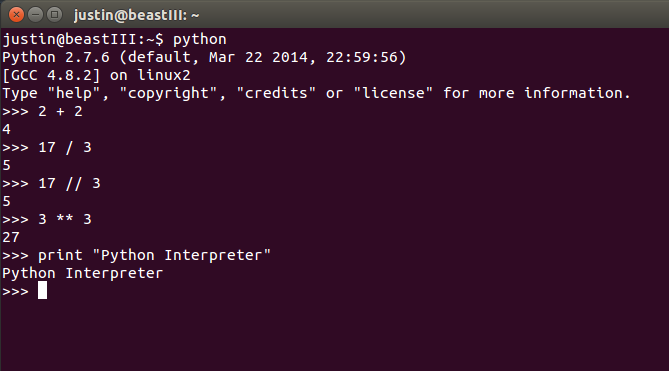 justin@beastIII: ~
justin@beastIII:~$ python
Python 2.7.6 (default, Mar 22 2014, 22:59:56)
[GCC 4.8.2] on linux2
Type "help", "copyright", "credits" or "license" for more information.
>>> 2 + 2
4
>>> 17 / 3
5
>>> 17 // 3
5
>>> 3 ** 3
27
>>> print "Python Interpreter"
Python Interpreter
>>>